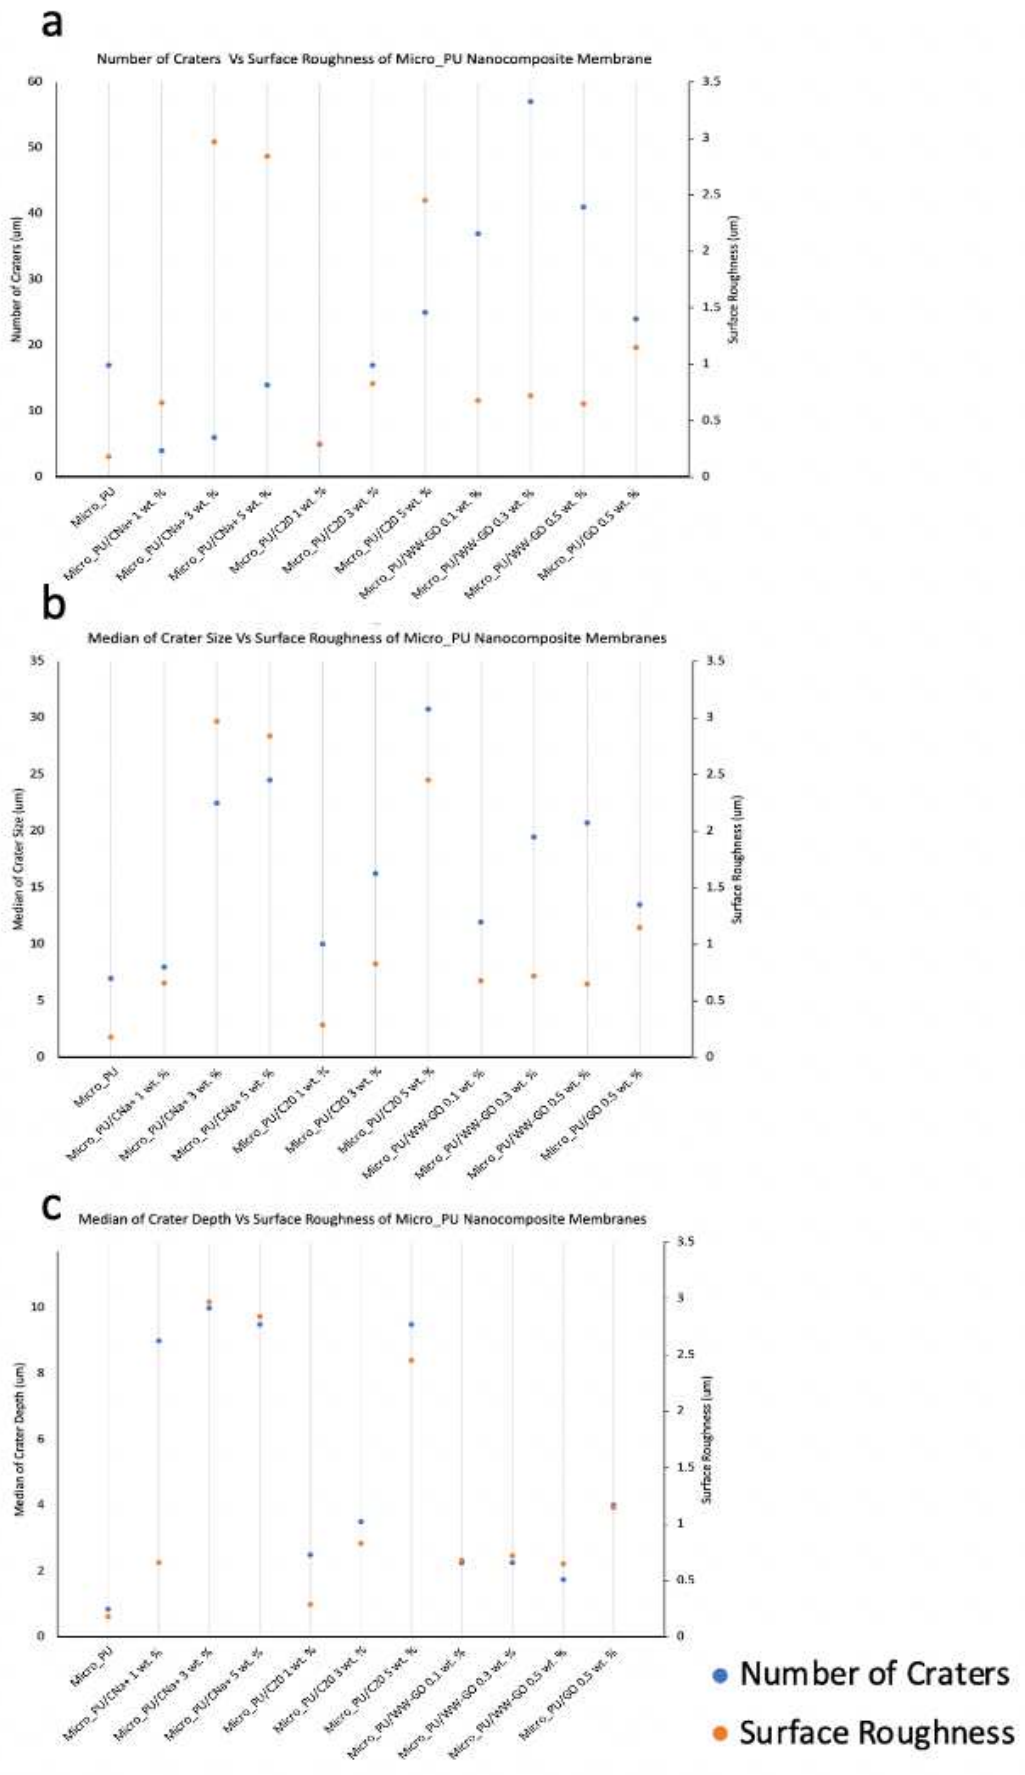 a
Number of Craters Vs Surface Roughness of Micro_PU Nanocomposite Membrane
60
50
40
30
20
10
0
Number of Craters (um)
3.5
3
2.5
2
1.5
1
0.5
0
Surface Roughness (um)
Micro_PU
Micro_PU/CNa+ 1 wt. %
Micro_PU/CNa+ 3 wt. %
Micro_PU/CNa+ 5 wt. %
Micro_PU/C20 1 wt. %
Micro_PU/C20 3 wt. %
Micro_PU/C20 5 wt. %
Micro_PU/WW-GO 0.1 wt. %
Micro_PU/WW-GO 0.3 wt. %
Micro_PU/WW-GO 0.5 wt. %
Micro_PU/GO 0.5 wt. %
b
Median of Crater Size Vs Surface Roughness of Micro_PU Nanocomposite Membranes
35
30
25
20
15
10
5
0
Median of Crater Size (um)
3.5
3
2.5
2
1.5
1
0.5
0
Surface Roughness (um)
Micro_PU
Micro_PU/CNa+ 1 wt. %
Micro_PU/CNa+ 3 wt. %
Micro_PU/CNa+ 5 wt. %
Micro_PU/C20 1 wt. %
Micro_PU/C20 3 wt. %
Micro_PU/C20 5 wt. %
Micro_PU/WW-GO 0.1 wt. %
Micro_PU/WW-GO 0.3 wt. %
Micro_PU/WW-GO 0.5 wt. %
Micro_PU/GO 0.5 wt. %
c
Median of Crater Depth Vs Surface Roughness of Micro_PU Nanocomposite Membranes
10
8
6
4
2
0
Median of Crater Depth (um)
3.5
3
2.5
2
1.5
1
0.5
0
Surface Roughness (um)
Micro_PU
Micro_PU/CNa+ 1 wt. %
Micro_PU/CNa+ 3 wt. %
Micro_PU/CNa+ 5 wt. %
Micro_PU/C20 1 wt. %
Micro_PU/C20 3 wt. %
Micro_PU/C20 5 wt. %
Micro_PU/WW-GO 0.1 wt. %
Micro_PU/WW-GO 0.3 wt. %
Micro_PU/WW-GO 0.5 wt. %
Micro_PU/GO 0.5 wt. %
Number of Craters
Surface Roughness